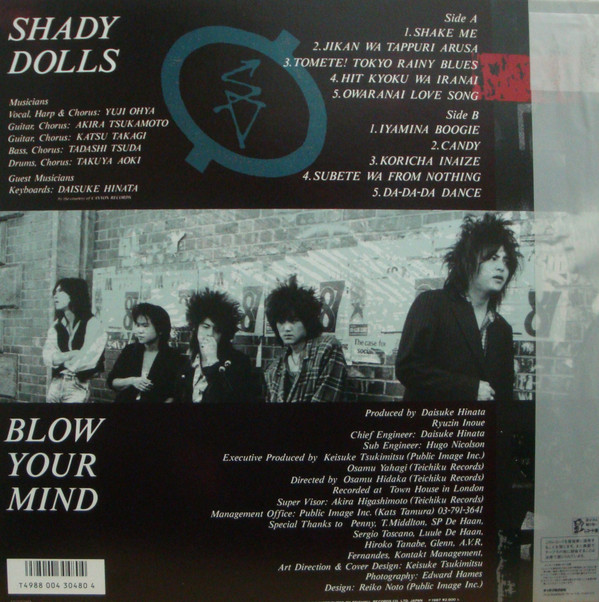 SHADY
DOLLS
Musicians
Vocal, Harp & Chorus: YUJI OHYA
Guitar, Chorus: AKIRA TSUKAMOTO
Guitar, Chorus: KATSU TAKAGI
Bass, Chorus: TADASHI TSUDA
Drums, Chorus: TAKUYA AOKI
Guest Musicians
Keyboards: DAISUKE HINATA
Side A
1.SHAKE ME
2.JIKAN WA TAPPURI ARUSA
3.TOMETE! TOKYO RAINY BLUES
4.HIT KYOKU WA IRANAI
5.OWARANAI LOVE SONG
Side B
1.IYAMINA BOOGIE
2.CANDY
3.KORICHA INAIZE
4.SUBETE WA FROM NOTHING
5.DA-DA-DA DANCE
The case for
BLOW
YOUR
MIND
Produced by Daisuke Hinata
Ryuzin Inoue
Chief Engineer: Daisuke Hinata
Sub Engineer: Hugo Nicolson
Executive Produced by Keisuke Tsukimitsu (Public Image Inc.)
Osamu Yahagi (Teichiku Records)
Directed by Osamu Hidaka (Teichiku Records)
Recorded at Town House in London
Super Visor: Akira Higashimoto (Teichiku Records)
Management Office: Public Image Inc. (Kats Tamura) 03-791-3641
Special Thanks to Penny, T.Middlton, SP De Haan,
Sergio Toscano, Luule De Haan,
Hiroko Tanabe, Glenn, A.V.R,
Fernandes, Kontakt Management,
Art Direction & Cover Design: Keisuke Tsukimitsu
Photography: Edward Hames
Design: Reiko Noto (Public Image Inc.)
T4988 004 30480 4